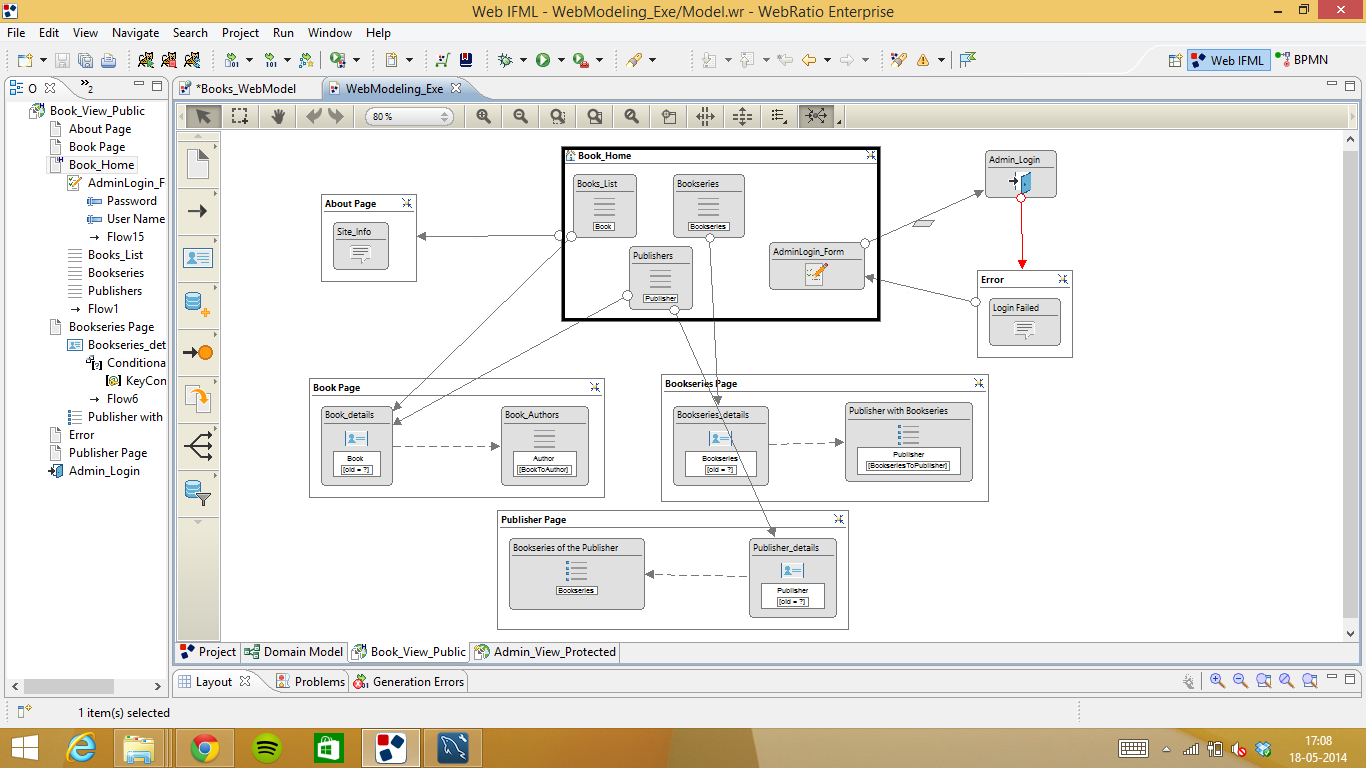 Web IFML - WebModeling_Exe/Model.wr - WebRatio Enterprise
File Edit View Navigate Search Project Run Window Help
Web IFML
BPMN
O
2
*Books_WebModel
WebModeling_Exe
80 %
Book_View_Public
About Page
Book Page
Book_Home
AdminLogin_F
Password
User Name
Flow15
Books_List
Bookseries
Publishers
Flow1
Bookseries Page
Bookseries_det
Conditiona
KeyCon
Flow6
Publisher with
Error
Publisher Page
Admin_Login
Book_Home
Books_List
Book
Bookseries
Bookseries
Publishers
Publisher
AdminLogin_Form
Admin_Login
About Page
Site_Info
Error
Login Failed
Book Page
Book_details
Book
[oid = ?]
Book_Authors
Author
[BookToAuthor]
Bookseries Page
Bookseries_details
Bookseries
[oid = ?]
Publisher with Bookseries
Publisher
[BookseriesToPublisher]
Publisher Page
Bookseries of the Publisher
Bookseries
Publisher_details
Publisher
[oid = ?]
Project
Domain Model
Book_View_Public
Admin_View_Protected
Layout
Problems
Generation Errors
1 item(s) selected
17:08
18-05-2014